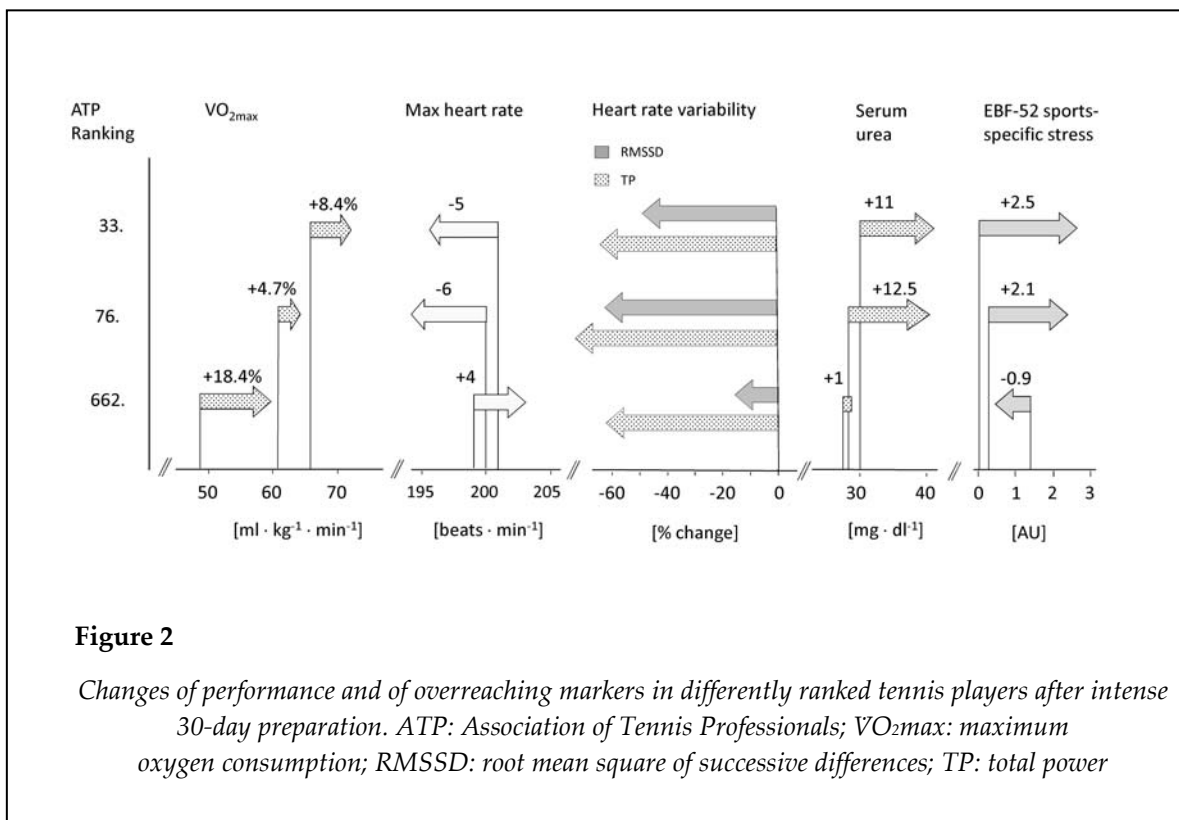 ATP Ranking
VO2max
Max heart rate
Heart rate variability
Serum urea
EBF-52 sports-specific stress
RMSSD
TP
33.
+8.4%
-5
+11
+2.5
76.
+4.7%
-6
+12.5
+2.1
662.
+18.4%
+4
+1
-0.9
// 50 60 70 // 195 200 205 // -60 -40 -20 0 // 30 40 // 0 1 2 3
[ml · kg⁻¹ · min⁻¹] [beats · min⁻¹] [% change] [mg · dl⁻¹] [AU]
Figure 2
Changes of performance and of overreaching markers in differently ranked tennis players after intense
30-day preparation. ATP: Association of Tennis Professionals; VO2max: maximum
oxygen consumption; RMSSD: root mean square of successive differences; TP: total power